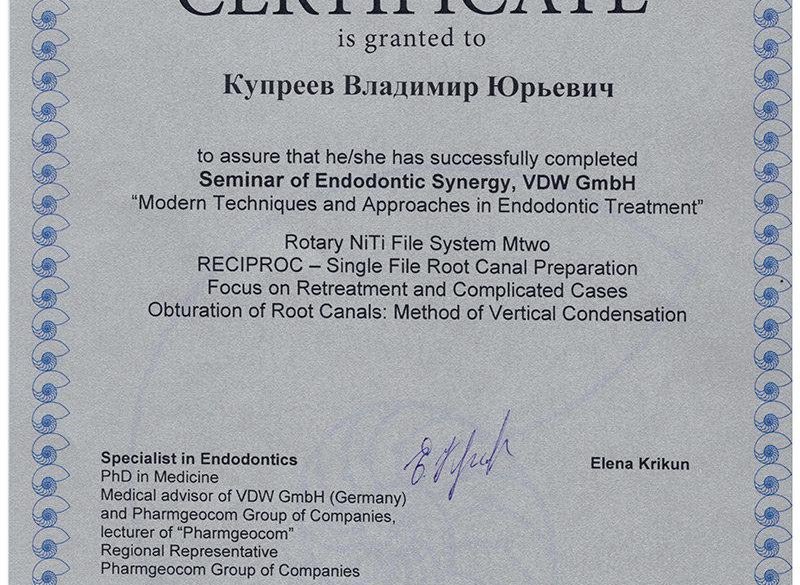 CERTIFICATE
is granted to
Купреев Владимир Юрьевич
to assure that he/she has successfully completed
Seminar of Endodontic Synergy, VDW GmbH
“Modern Techniques and Approaches in Endodontic Treatment”
Rotary NiTi File System Mtwo
RECIPROC – Single File Root Canal Preparation
Focus on Retreatment and Complicated Cases
Obturation of Root Canals: Method of Vertical Condensation
Specialist in Endodontics
PhD in Medicine
Medical advisor of VDW GmbH (Germany)
and Pharmgeocom Group of Companies,
lecturer of “Pharmgeocom”
Regional Representative
Pharmgeocom Group of Companies
Elena Krikun